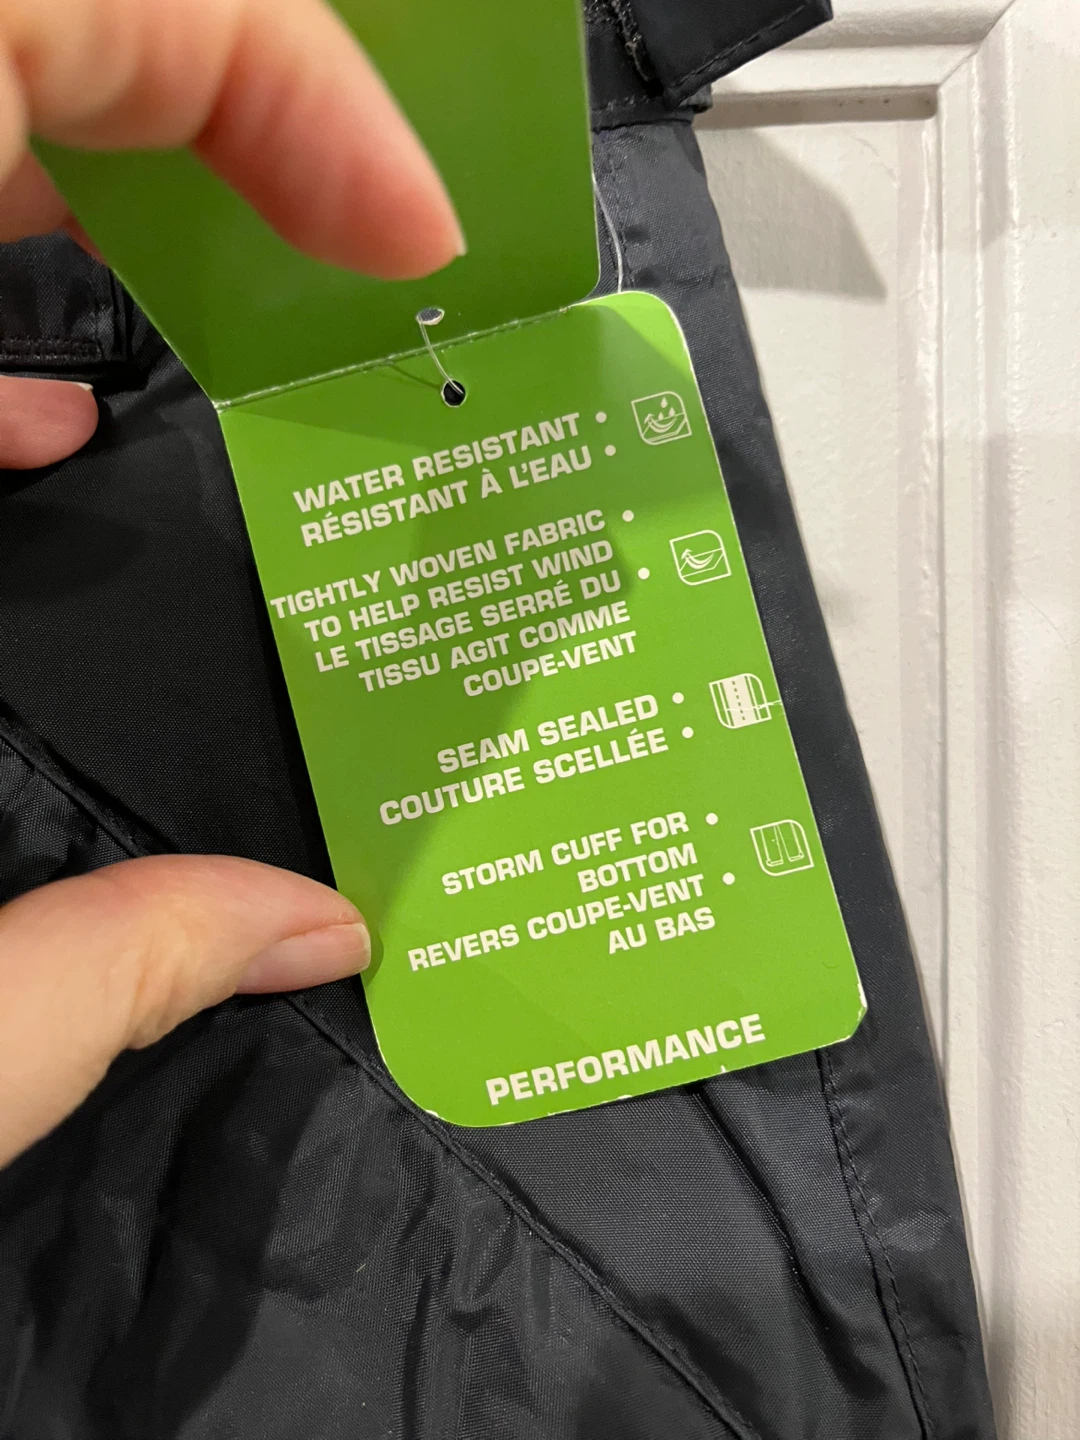 WATER RESISTANT •
RÉSISTANT À L'EAU •
TIGHTLY WOVEN FABRIC •
TO HELP RESIST WIND
LE TISSAGE SERRÉ DU •
TISSU AGIT COMME
COUPE-VENT
SEAM SEALED •
COUTURE SCELLÉE •
STORM CUFF FOR •
BOTTOM
REVERS COUPE-VENT •
AU BAS
PERFORMANCE